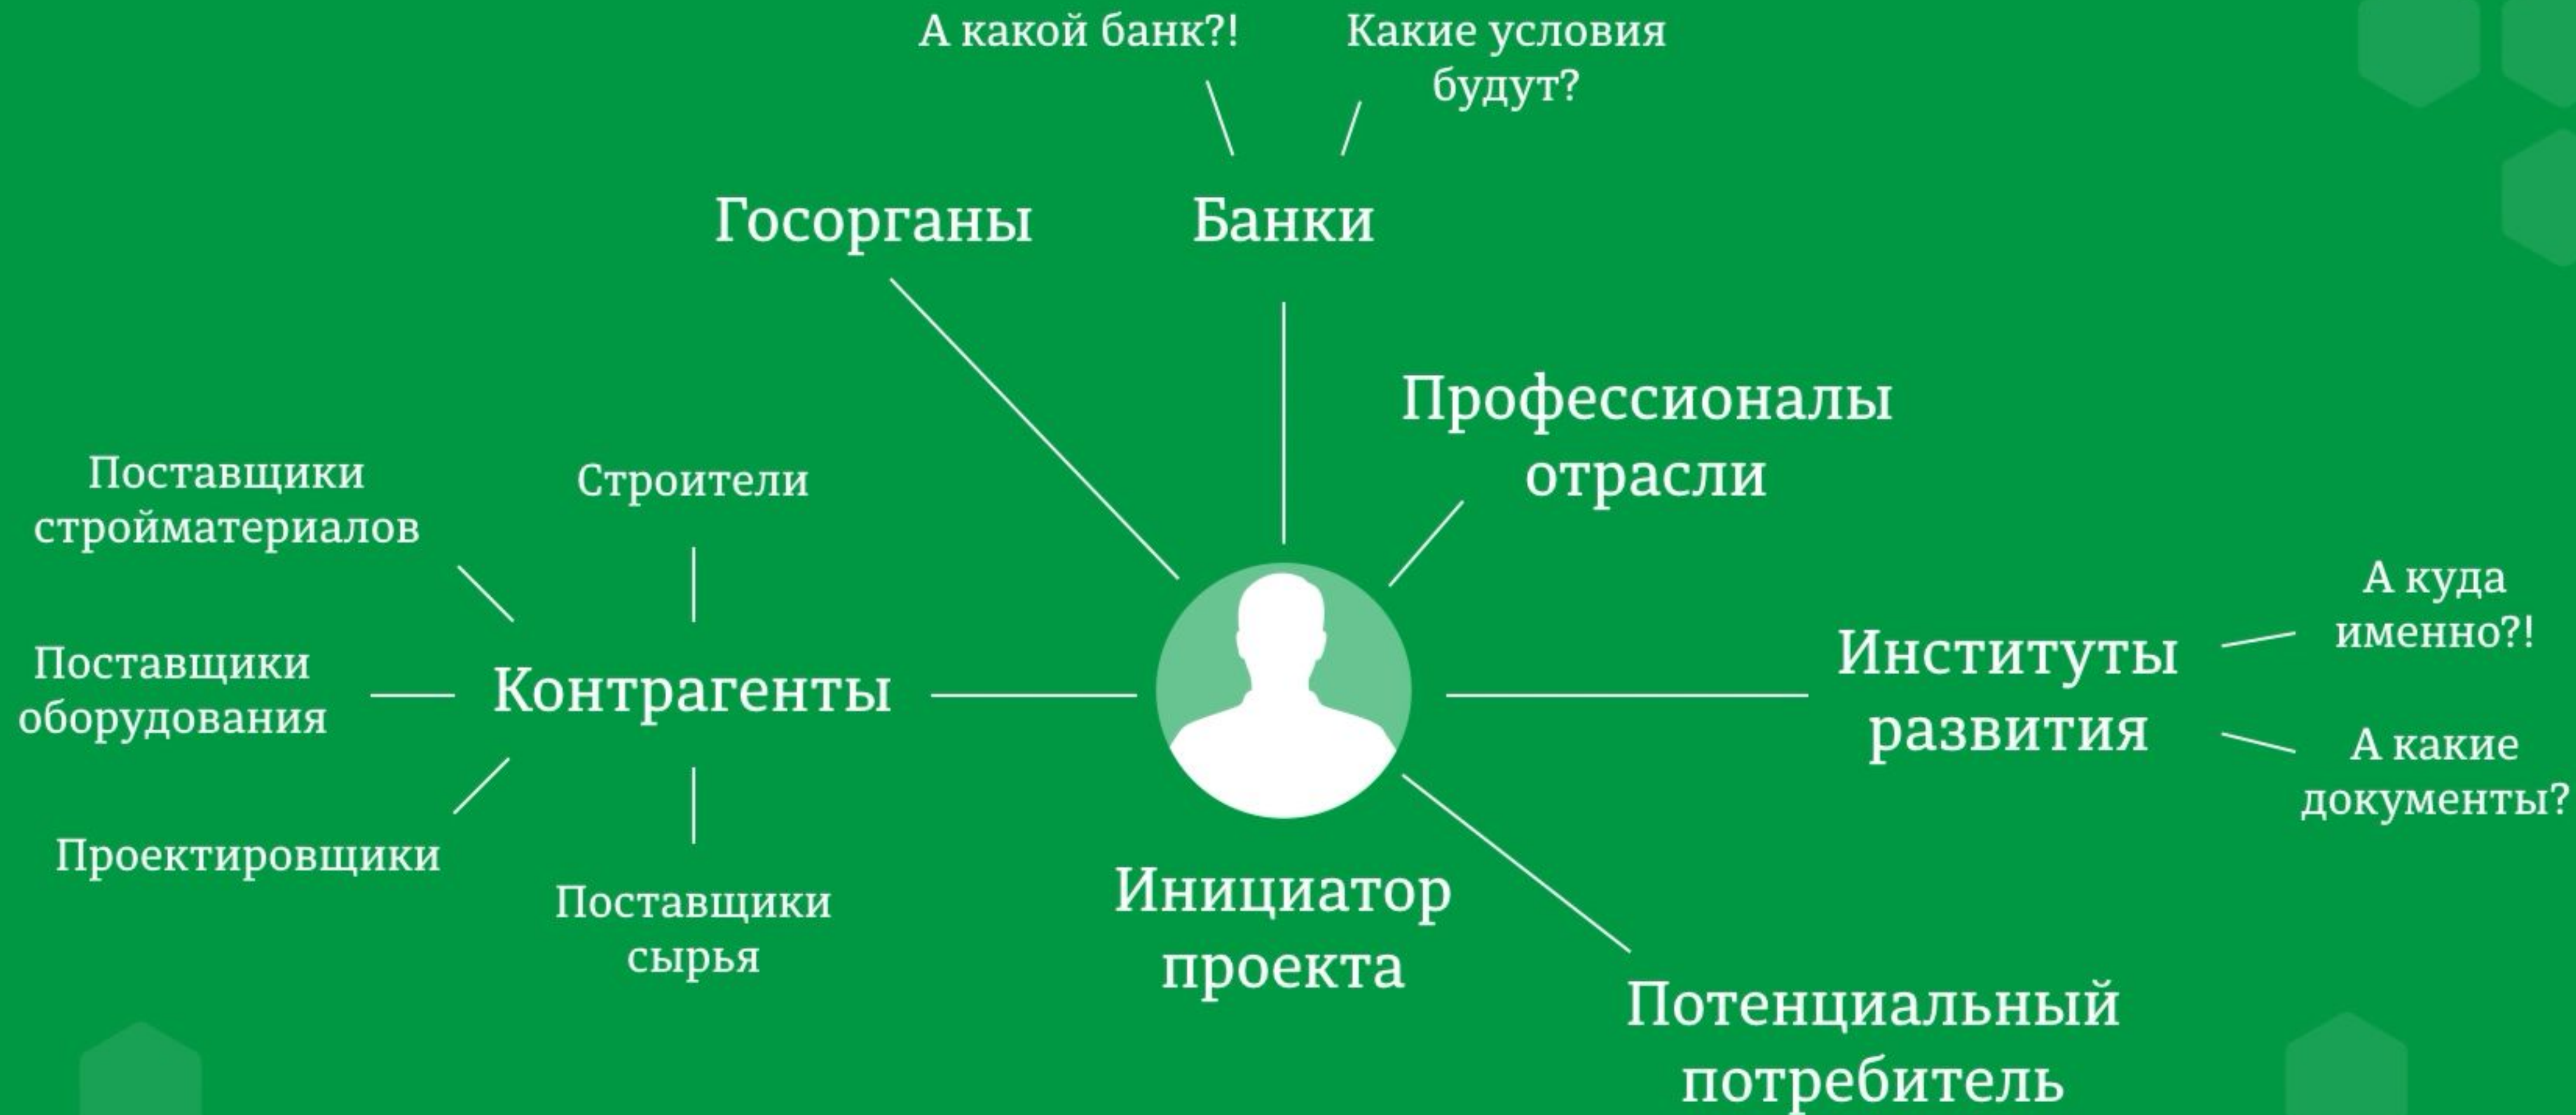 А какой банк?!
Какие условия
будут?
Госорганы
Банки
Профессионалы
отрасли
Поставщики
стройматериалов
Строители
Поставщики
оборудования
Контрагенты
Проектировщики
Поставщики
сырья
Инициатор
проекта
Институты
развития
А куда
именно?!
А какие
документы?
Потенциальный
потребитель